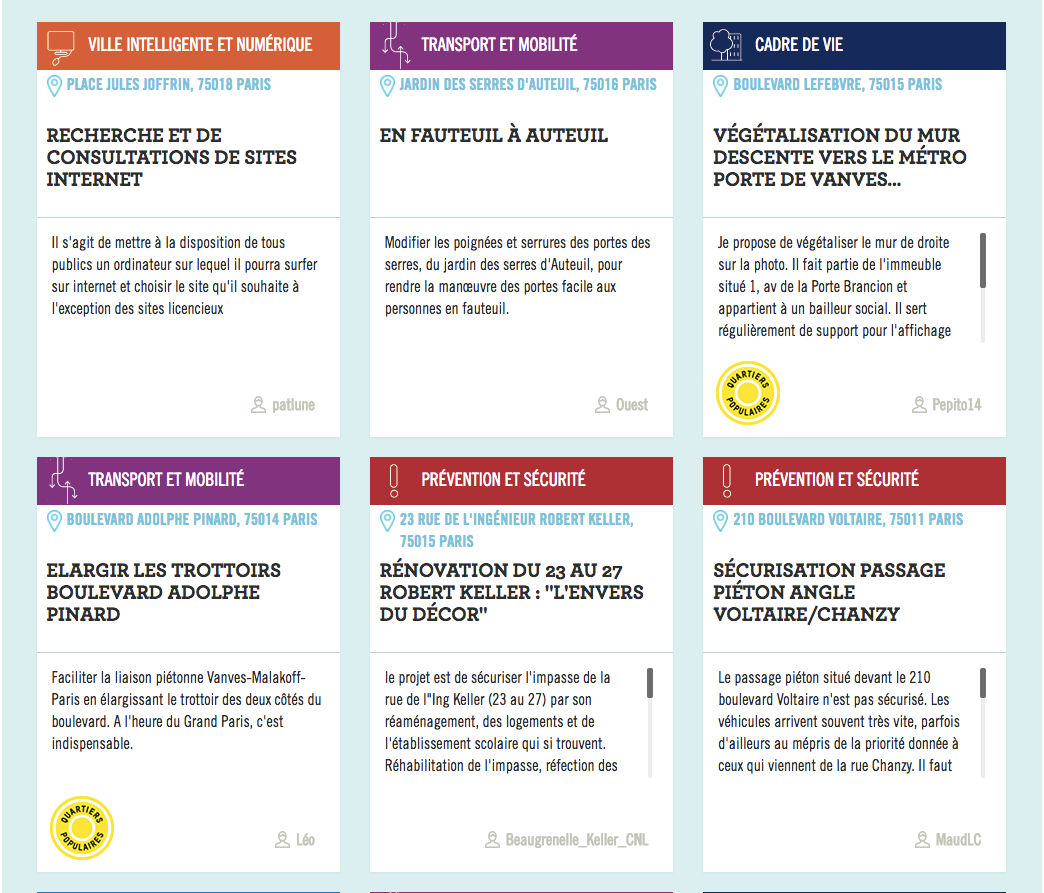 VILLE INTELLIGENTE ET NUMÉRIQUE
PLACE JULES JOFFRIN, 75018 PARIS
RECHERCHE ET DE
CONSULTATIONS DE SITES
INTERNET
Il s'agit de mettre à la disposition de tous
publics un ordinateur sur lequel il pourra surfer
sur internet et choisir le site qu'il souhaite à
l'exception des sites licencieux
patlune
TRANSPORT ET MOBILITÉ
JARDIN DES SERRES D'AUTEUIL, 75016 PARIS
EN FAUTEUIL À AUTEUIL
Modifier les poignées et serrures des portes des
serres, du jardin des serres d'Auteuil, pour
rendre la manœuvre des portes facile aux
personnes en fauteuil.
Ouest
CADRE DE VIE
BOULEVARD LEFEBVRE, 75015 PARIS
VÉGÉTALISATION DU MUR
DESCENTE VERS LE MÉTRO
PORTE DE VANVES...
Je propose de végétaliser le mur de droite
sur la photo. Il fait partie de l'immeuble
situé 1, av de la Porte Brancion et
appartient à un bailleur social. Il sert
régulièrement de support pour l'affichage
QUARTIERS
POPULAIRES
Pepito14
TRANSPORT ET MOBILITÉ
BOULEVARD ADOLPHE PINARD, 75014 PARIS
ELARGIR LES TROTTOIRS
BOULEVARD ADOLPHE
PINARD
Faciliter la liaison piétonne Vanves-Malakoff-
Paris en élargissant le trottoir des deux côtés du
boulevard. A l'heure du Grand Paris, c'est
indispensable.
QUARTIERS
POPULAIRES
Léo
PRÉVENTION ET SÉCURITÉ
23 RUE DE L'INGÉNIEUR ROBERT KELLER,
75015 PARIS
RÉNOVATION DU 23 AU 27
ROBERT KELLER : "L'ENVERS
DU DÉCOR"
le projet est de sécuriser l'impasse de la
rue de l"Ing Keller (23 au 27) par son
réaménagement, des logements et de
l'établissement scolaire qui si trouvent.
Réhabilitation de l'impasse, réfection des
Beaugrenelle_Keller_CNL
PRÉVENTION ET SÉCURITÉ
210 BOULEVARD VOLTAIRE, 75011 PARIS
SÉCURISATION PASSAGE
PIÉTON ANGLE
VOLTAIRE/CHANZY
Le passage piéton situé devant le 210
boulevard Voltaire n'est pas sécurisé. Les
véhicules arrivent souvent très vite, parfois
d'ailleurs au mépris de la priorité donnée à
ceux qui viennent de la rue Chanzy. Il faut
MaudLC